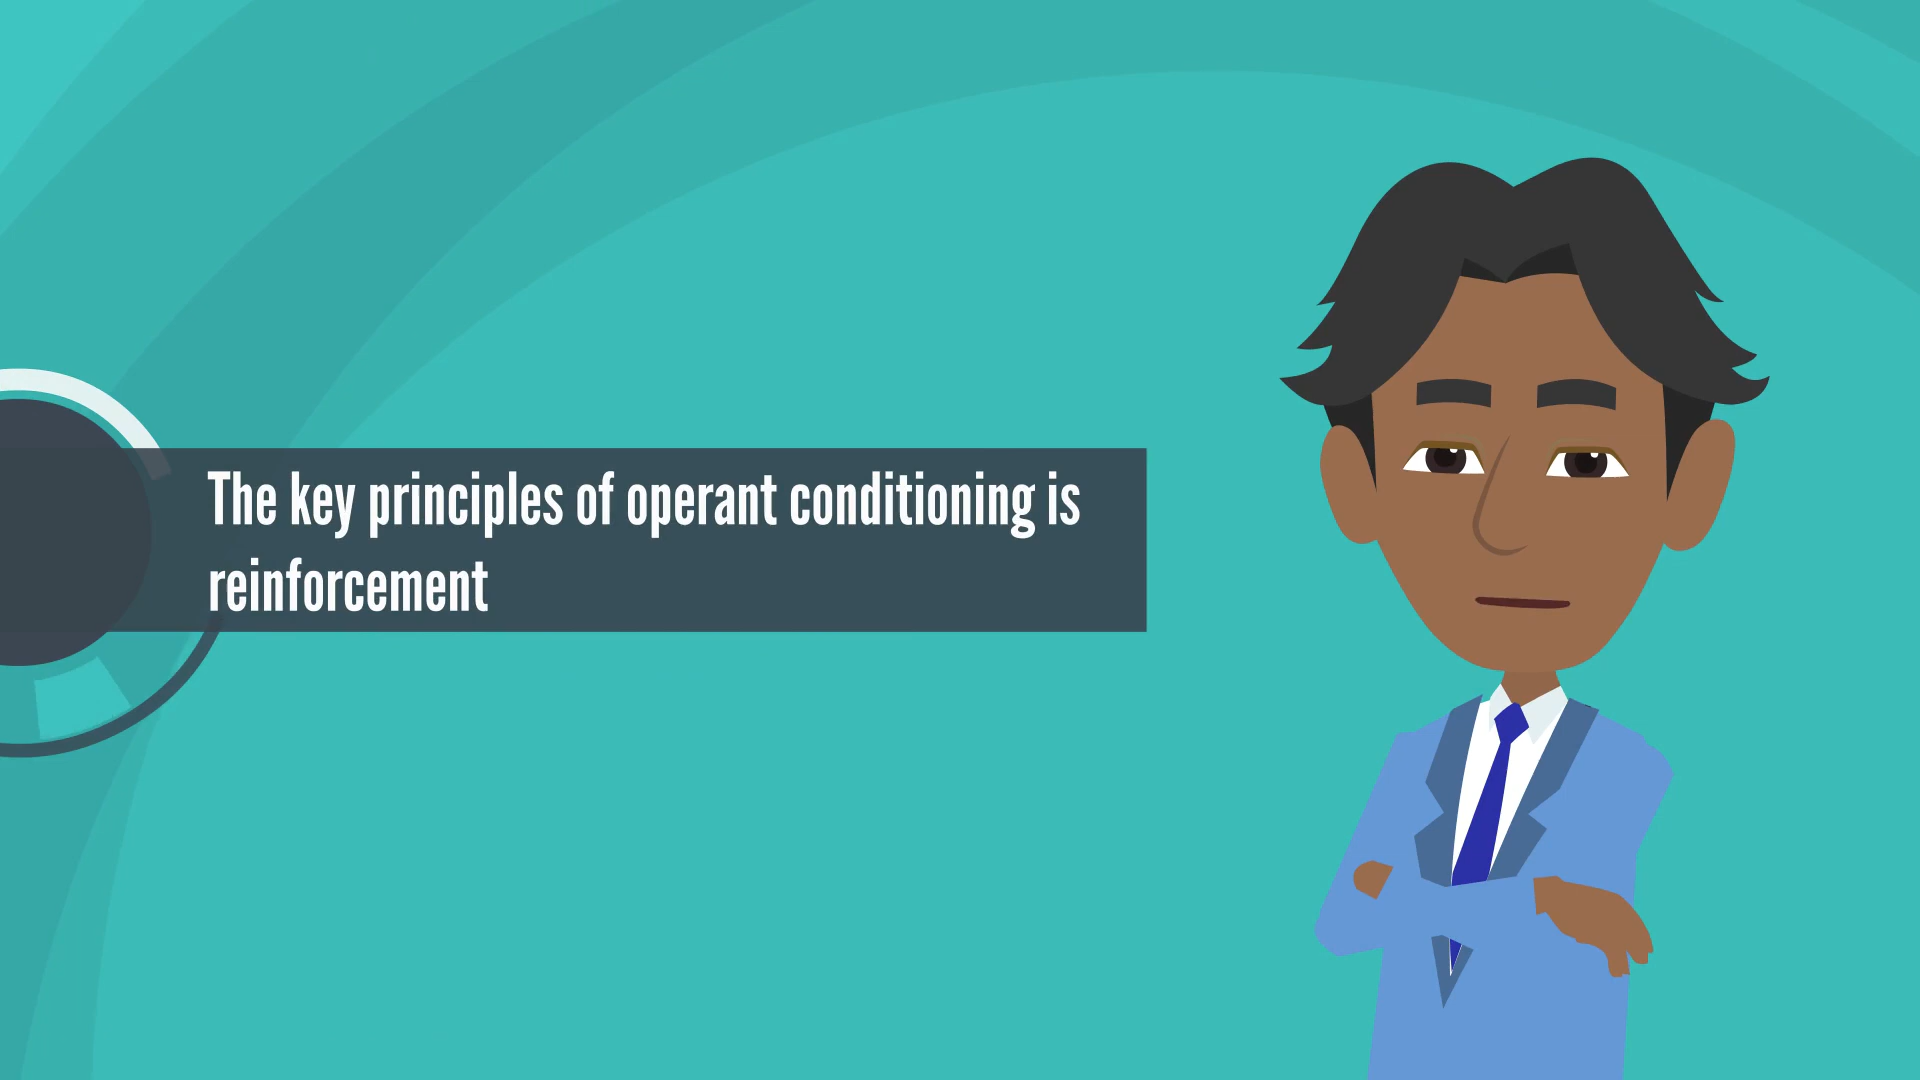 The key principles of operant conditioning is
reinforcement